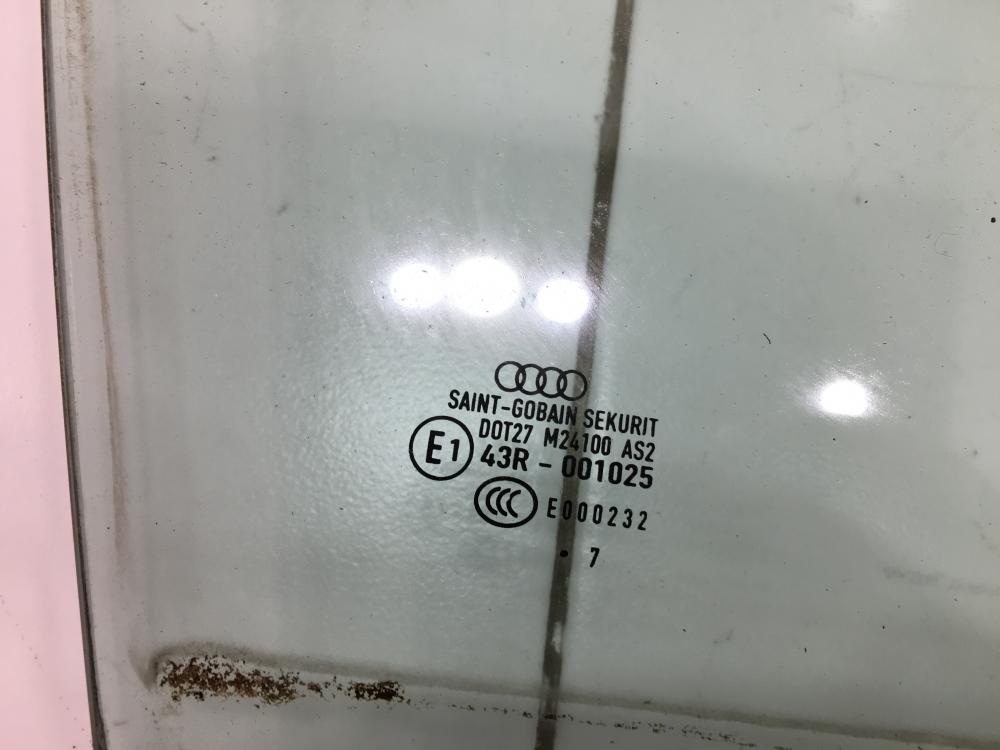 SAINT-GOBAIN SEKURIT
DOT27 M24100 AS2
E1 43R - 001025
CCC E000232
. 7